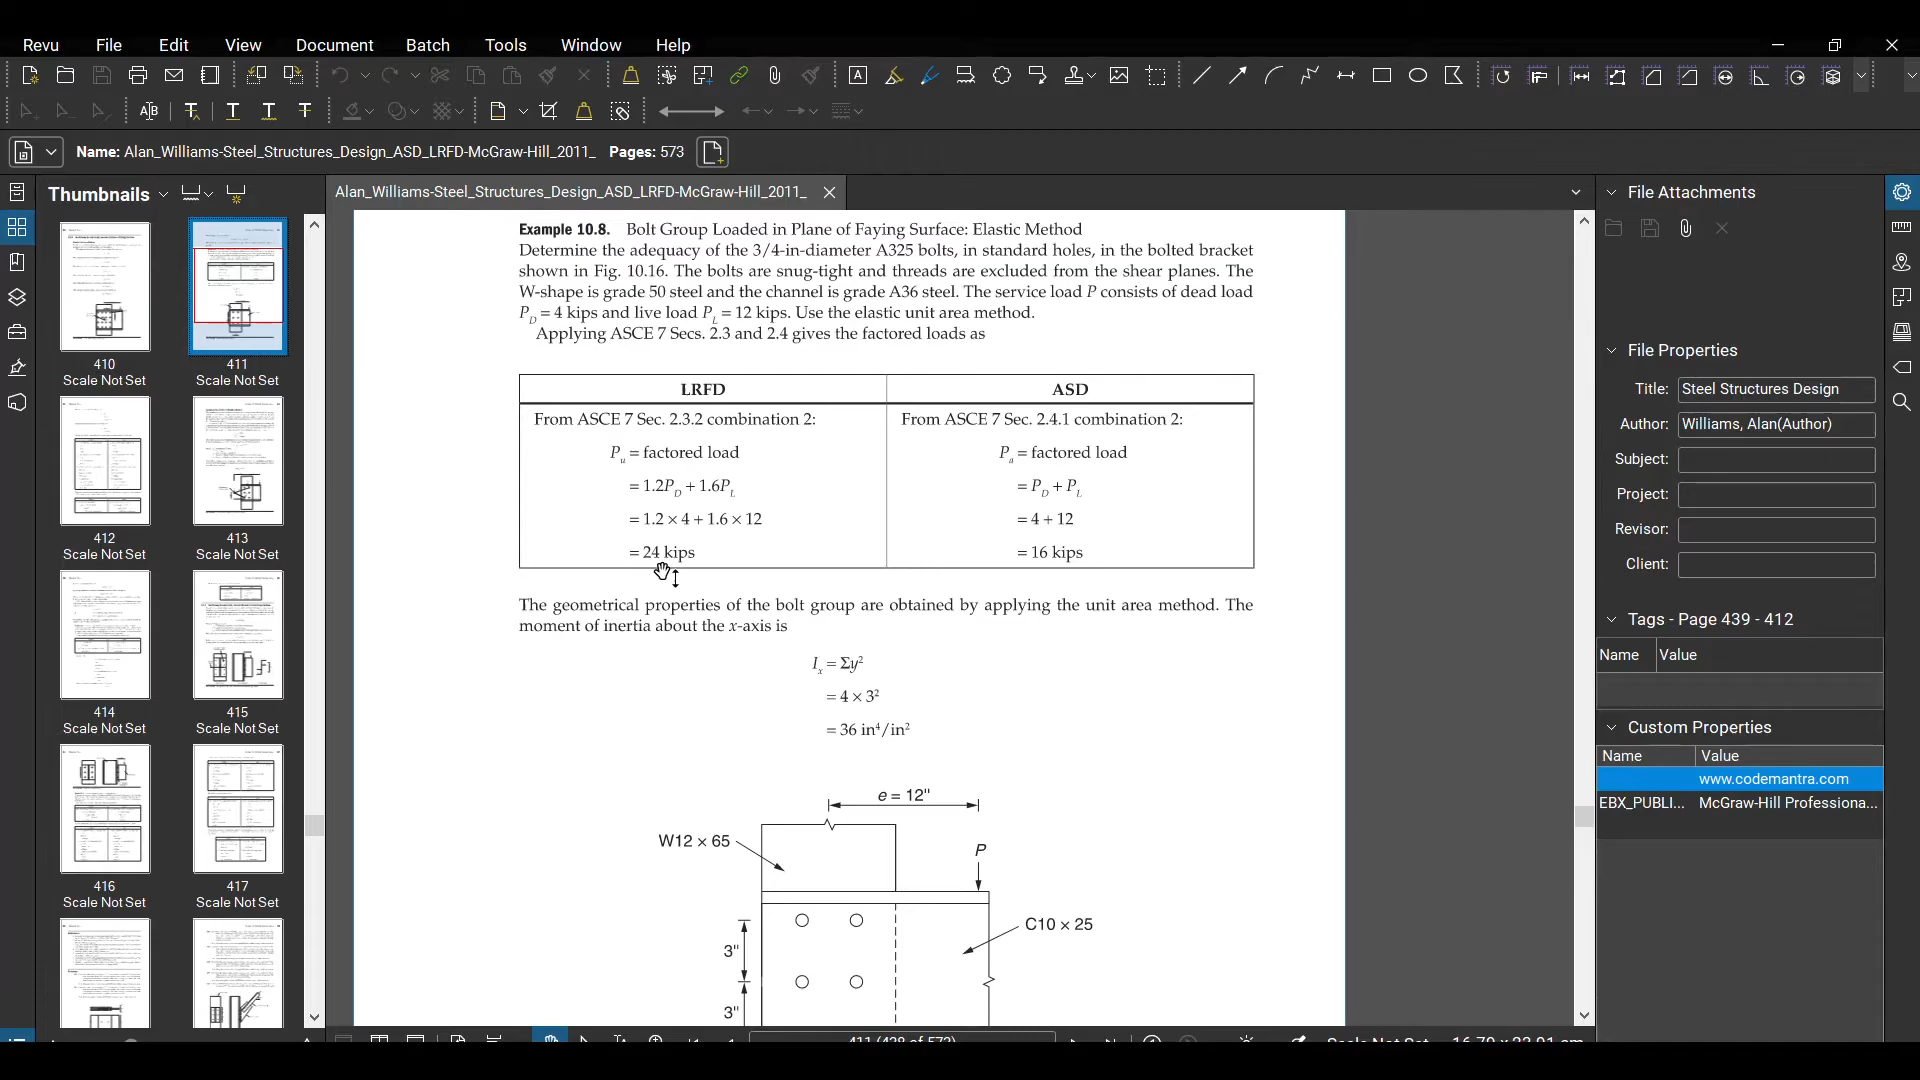 Revu File Edit View Document Batch Tools Window Help
Name: Alan_Williams-Steel_Structures_Design_ASD_LRFD-McGraw-Hill_2011_ Pages: 573
Thumbnails
Alan_Williams-Steel_Structures_Design_ASD_LRFD-McGraw-Hill_2011_
410
Scale Not Set
411
Scale Not Set
412
Scale Not Set
413
Scale Not Set
414
Scale Not Set
415
Scale Not Set
416
Scale Not Set
417
Scale Not Set
Example 10.8. Bolt Group Loaded in Plane of Faying Surface: Elastic Method
Determine the adequacy of the 3/4-in-diameter A325 bolts, in standard holes, in the bolted bracket
shown in Fig. 10.16. The bolts are snug-tight and threads are excluded from the shear planes. The
W-shape is grade 50 steel and the channel is grade A36 steel. The service load P consists of dead load
P_D = 4 kips and live load P_L = 12 kips. Use the elastic unit area method.
Applying ASCE 7 Secs. 2.3 and 2.4 gives the factored loads as
LRFD
From ASCE 7 Sec. 2.3.2 combination 2:
P_u = factored load
= 1.2P_D + 1.6P_L
= 1.2 × 4 + 1.6 × 12
= 24 kips
ASD
From ASCE 7 Sec. 2.4.1 combination 2:
P_a = factored load
= P_D + P_L
= 4 + 12
= 16 kips
The geometrical properties of the bolt group are obtained by applying the unit area method. The
moment of inertia about the x-axis is
I_x = Σy²
= 4 × 3²
= 36 in⁴/in²
e = 12"
W12 × 65
P
C10 × 25
3"
3"
File Attachments
File Properties
Title: Steel Structures Design
Author: Williams, Alan(Author)
Subject:
Project:
Revisor:
Client:
Tags - Page 439 - 412
Name Value
Custom Properties
Name Value
www.codemantra.com
EBX_PUBLI... McGraw-Hill Professiona...